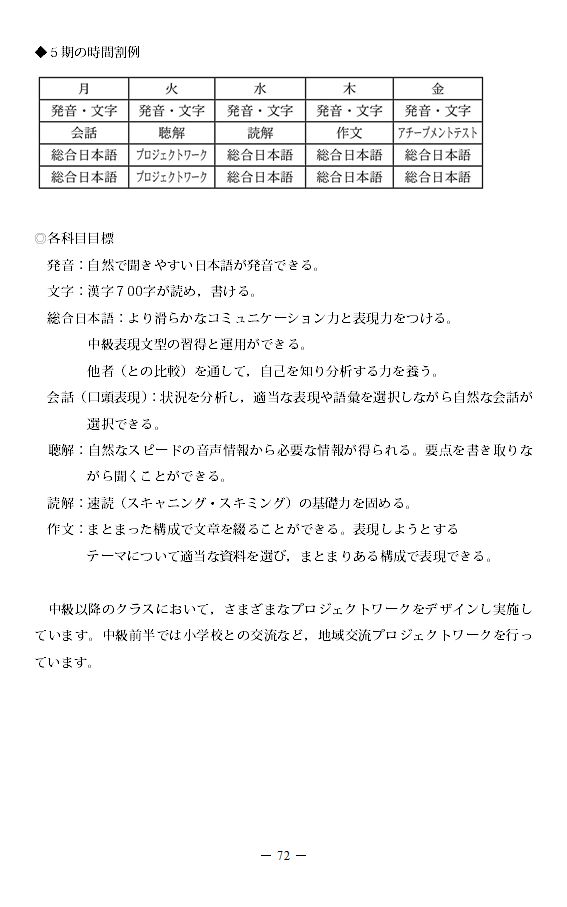 ◆５期の時間割例
月 火 水 木 金
発音・文字 発音・文字 発音・文字 発音・文字 発音・文字
会話 聴解 読解 作文 アチーブメントテスト
総合日本語 プロジェクトワーク 総合日本語 総合日本語 総合日本語
総合日本語 プロジェクトワーク 総合日本語 総合日本語 総合日本語
◎各科目目標
発音：自然で聞きやすい日本語が発音できる。
文字：漢字７００字が読め，書ける。
総合日本語：より滑らかなコミュニケーション力と表現力をつける。
中級表現文型の習得と運用ができる。
他者（との比較）を通して，自己を知り分析する力を養う。
会話（口頭表現）：状況を分析し，適当な表現や語彙を選択しながら自然な会話が
選択できる。
聴解：自然なスピードの音声情報から必要な情報が得られる。要点を書き取りな
がら聞くことができる。
読解：速読（スキャニング・スキミング）の基礎力を固める。
作文：まとまった構成で文章を綴ることができる。表現しようとする
テーマについて適当な資料を選び，まとまりある構成で表現できる。
中級以降のクラスにおいて，さまざまなプロジェクトワークをデザインし実施し
ています。中級前半では小学校との交流など，地域交流プロジェクトワークを行っ
ています。
― 72 ―